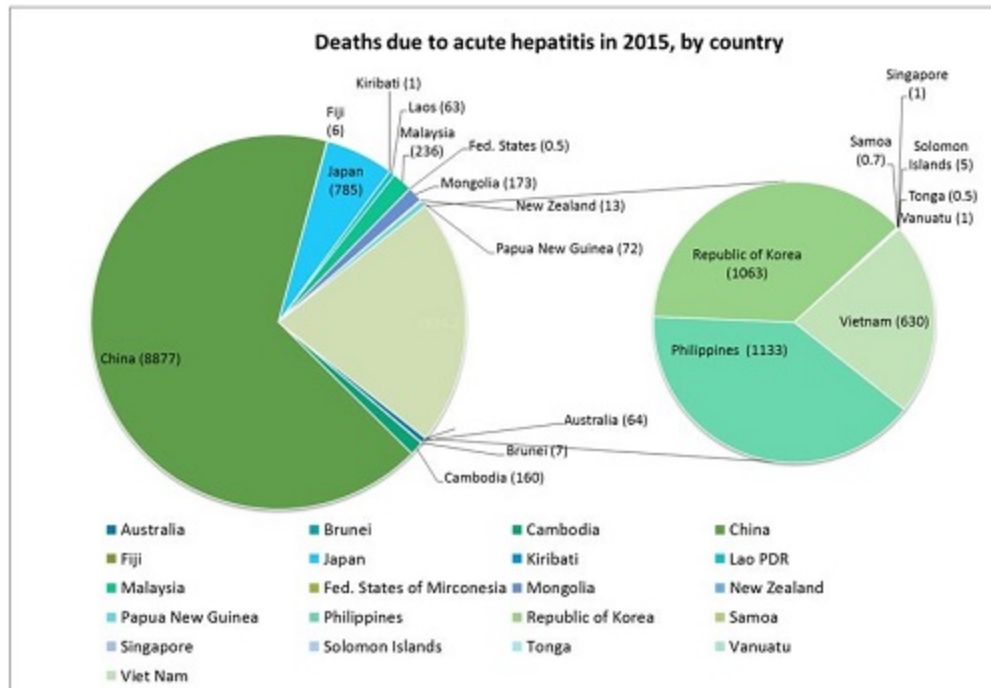 Deaths due to acute hepatitis in 2015, by country
Kiribati (1)
Fiji
(6)
Laos (63)
Malaysia
(236)
Fed. States (0.5)
Japan
(785)
Mongolia (173)
New Zealand (13)
Papua New Guinea (72)
China (8877)
Australia (64)
Brunei (7)
Cambodia (160)
Singapore
(1)
Samoa
(0.7)
Solomon
Islands (5)
Tonga (0.5)
Vanuatu (1)
Republic of Korea
(1063)
Vietnam (630)
Philippines (1133)
Australia Brunei Cambodia China
Fiji Japan Kiribati Lao PDR
Malaysia Fed. States of Mirconesia Mongolia New Zealand
Papua New Guinea Philippines Republic of Korea Samoa
Singapore Solomon Islands Tonga Vanuatu
Viet Nam